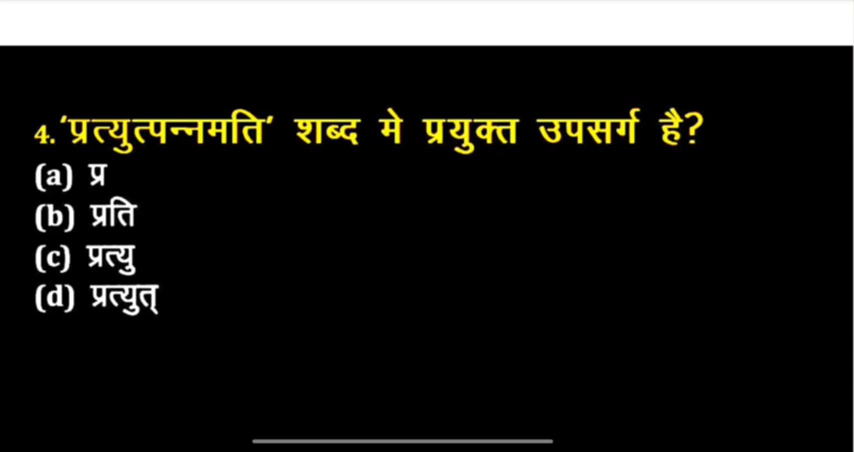 4. ‘प्रत्युत्पन्नमति’ शब्द मे प्रयुक्त उपसर्ग है?
(a) प्र
(b) प्रति
(c) प्रत्यु
(d) प्रत्युत्